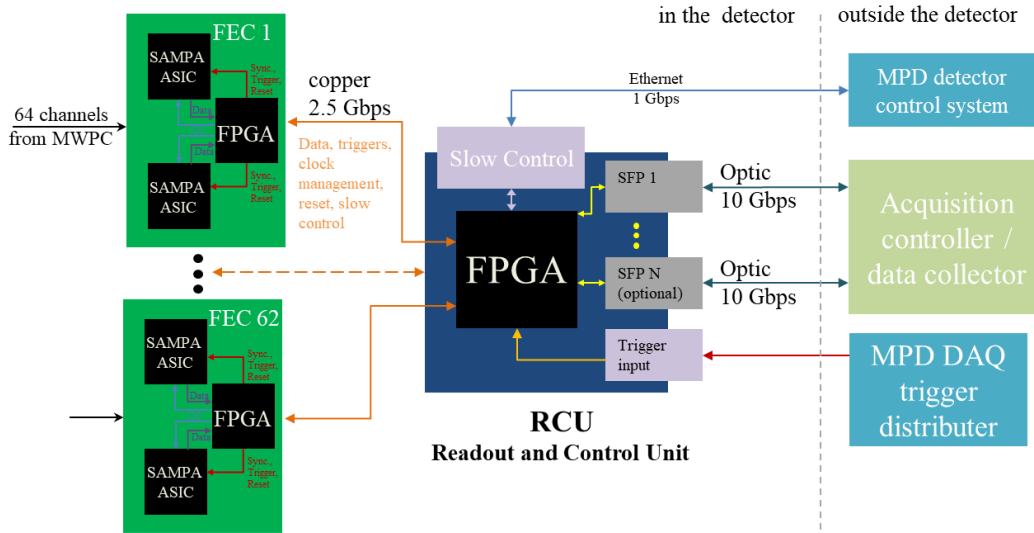 in the detector
outside the detector
FEC 1
SAMPA
ASIC
Sync.,
Trigger,
Reset
Data
FPGA
Data
SAMPA
ASIC
Sync.,
Trigger,
Reset
64 channels
from MWPC
copper
2.5 Gbps
Data, triggers,
clock
management,
reset, slow
control
Ethernet
1 Gbps
MPD detector
control system
Slow Control
SFP 1
Optic
10 Gbps
FPGA
SFP N
(optional)
Optic
10 Gbps
Acquisition
controller /
data collector
Trigger
input
MPD DAQ
trigger
distributer
RCU
Readout and Control Unit
FEC 62
SAMPA
ASIC
Sync.,
Trigger,
Reset
Data
FPGA
Data
SAMPA
ASIC
Sync.,
Trigger,
Reset